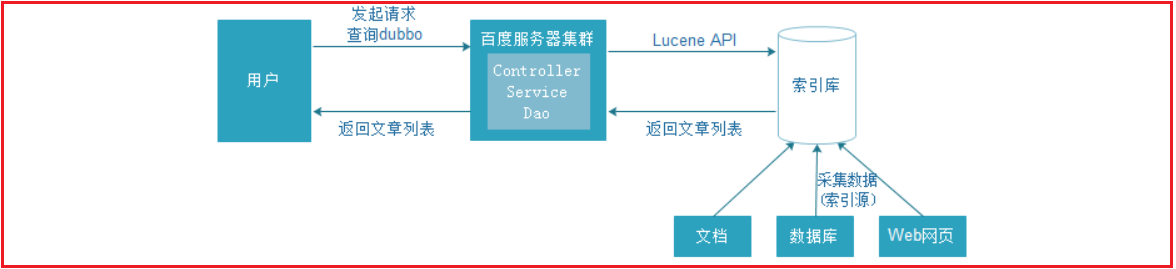 发起请求
查询dubbo
用户
返回文章列表
百度服务器集群
Controller
Service
Dao
Lucene API
返回文章列表
索引库
采集数据
(索引源)
文档
数据库
Web网页